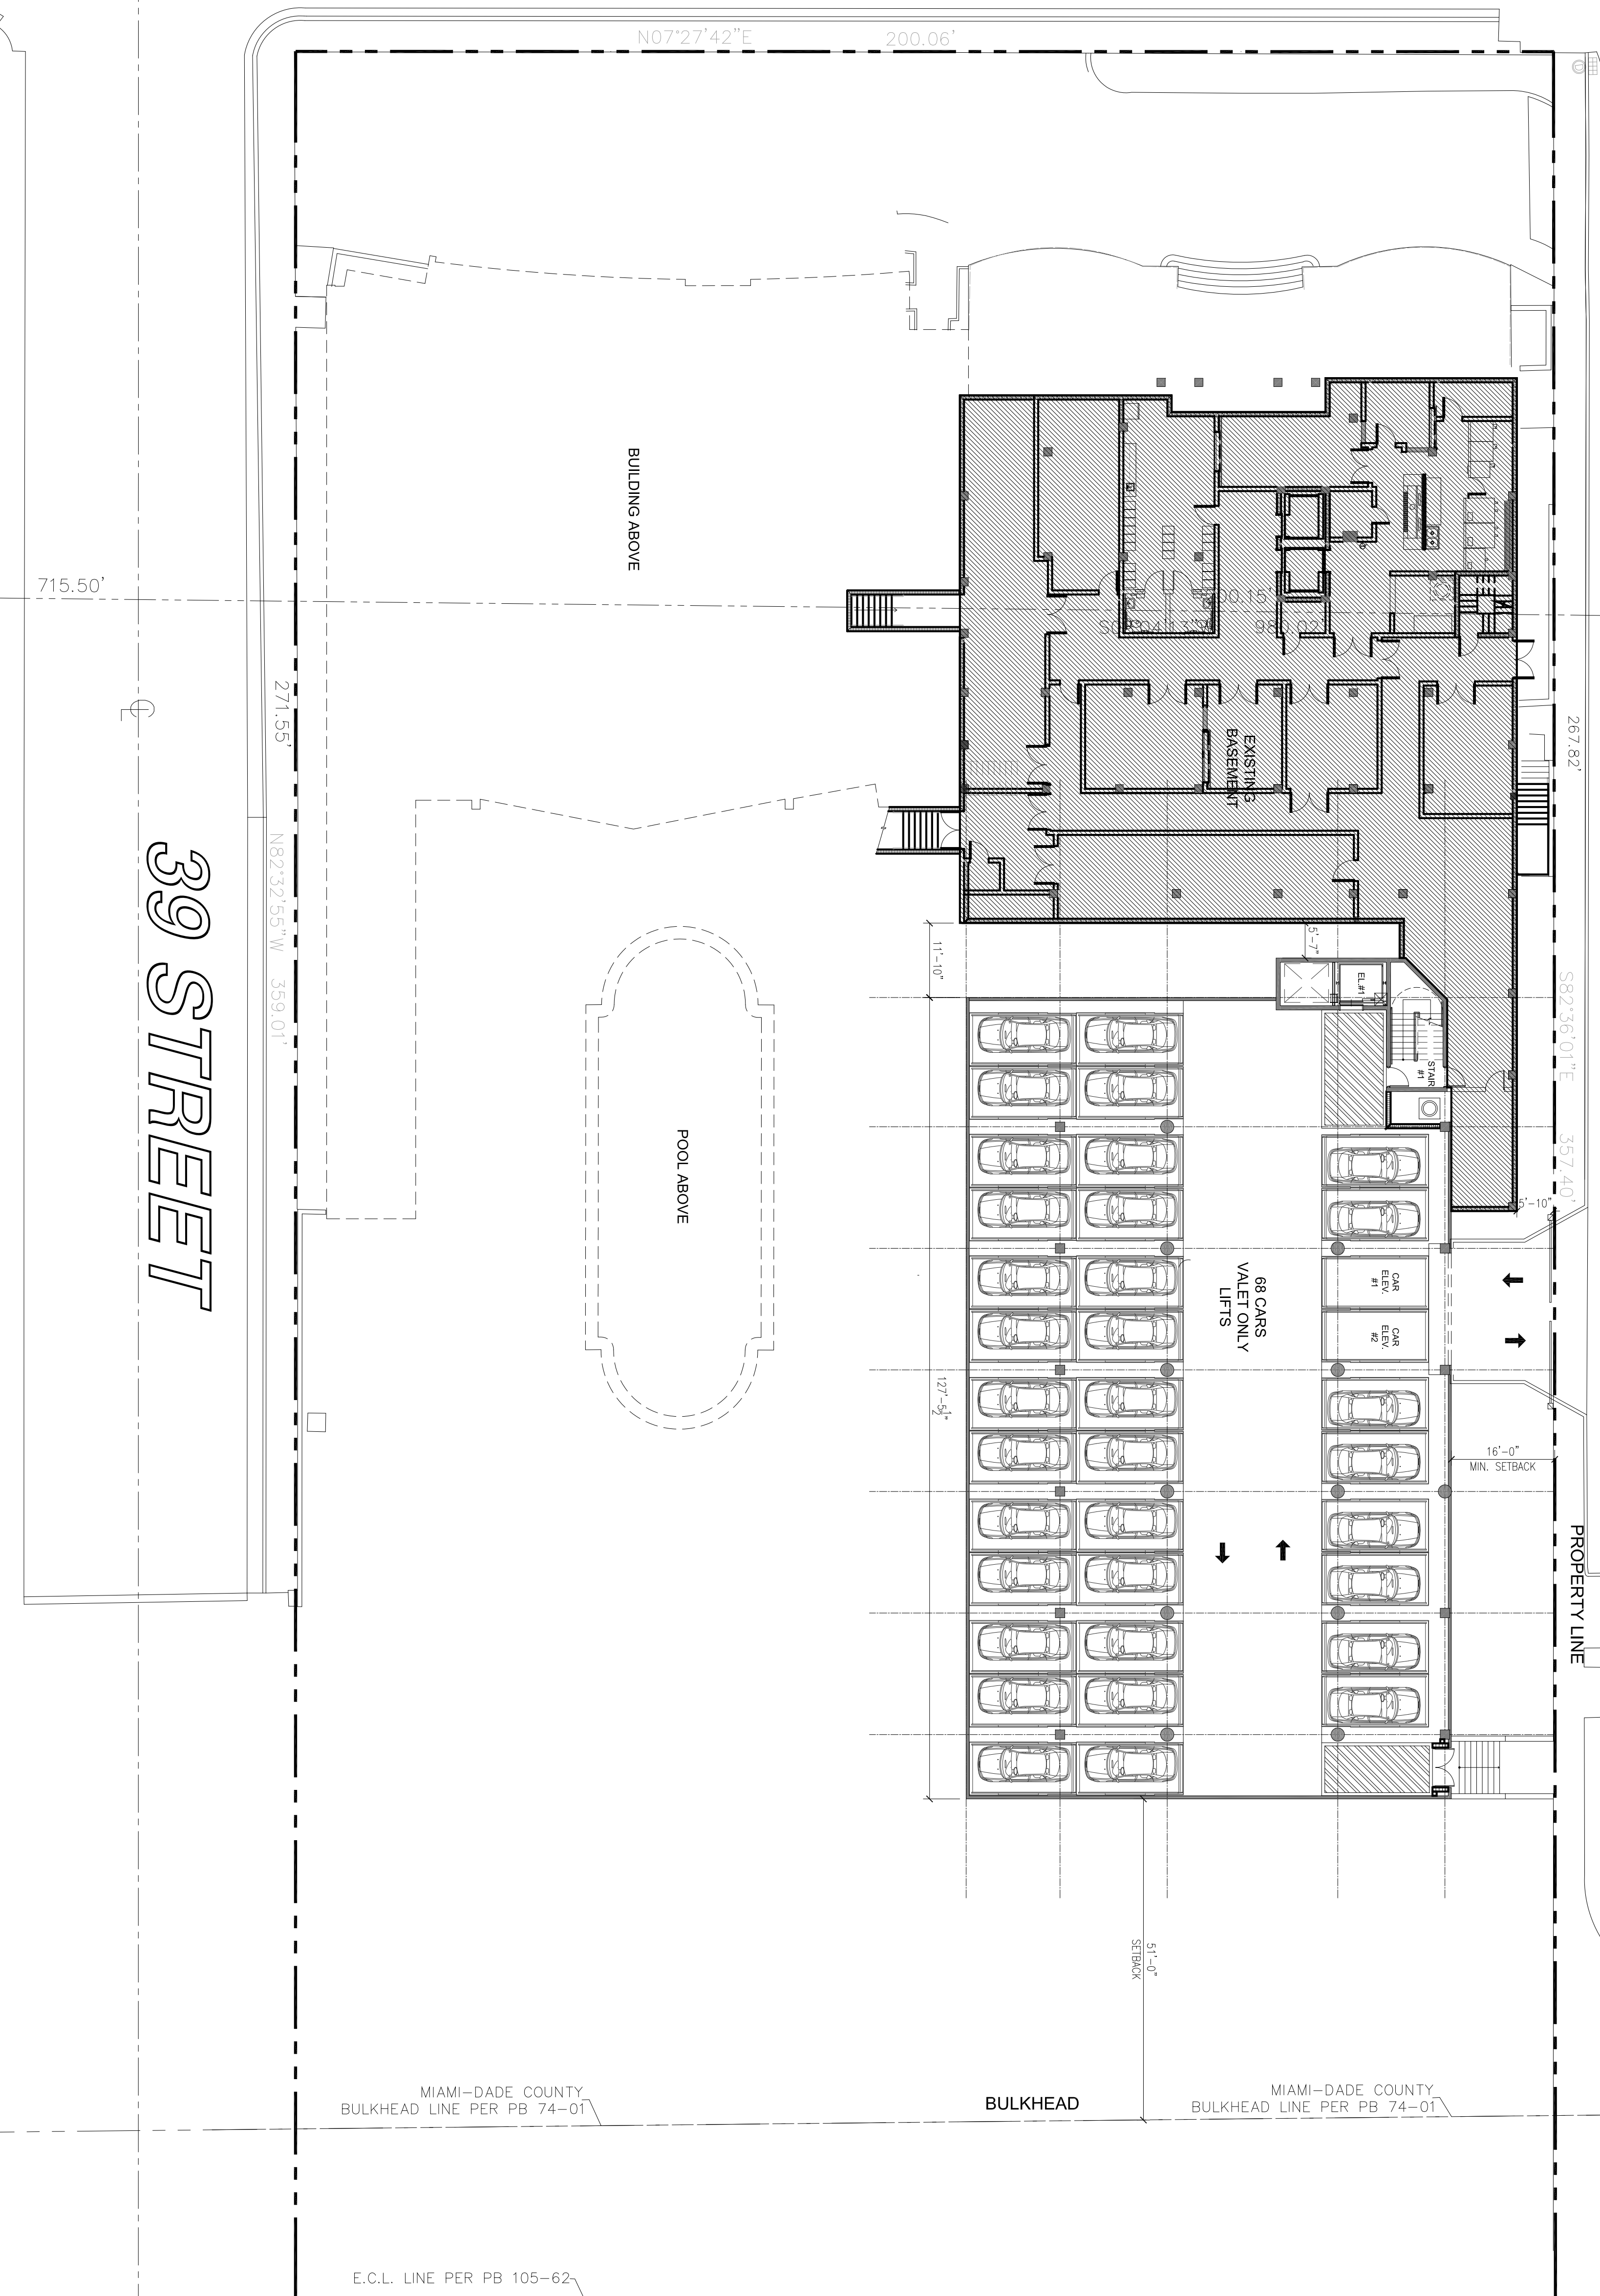 N07°27'42"E 200.06'
BUILDING ABOVE
715.50'
271.55'
N82°32'55"W 359.01'
39 STREET
267.82'
S82°36'01"E 357.40'
EXISTING
BASEMENT
11'-10"
5'-7"
EL.#1
STAIR
#1
5'-10"
POOL ABOVE
68 CARS
VALET ONLY
LIFTS
CAR
ELEV.
#1
CAR
ELEV.
#2
127'-5 1/2"
16'-0"
MIN. SETBACK
PROPERTY LINE
51'-0"
SETBACK
MIAMI-DADE COUNTY
BULKHEAD LINE PER PB 74-01
BULKHEAD
MIAMI-DADE COUNTY
BULKHEAD LINE PER PB 74-01
E.C.L. LINE PER PB 105-62